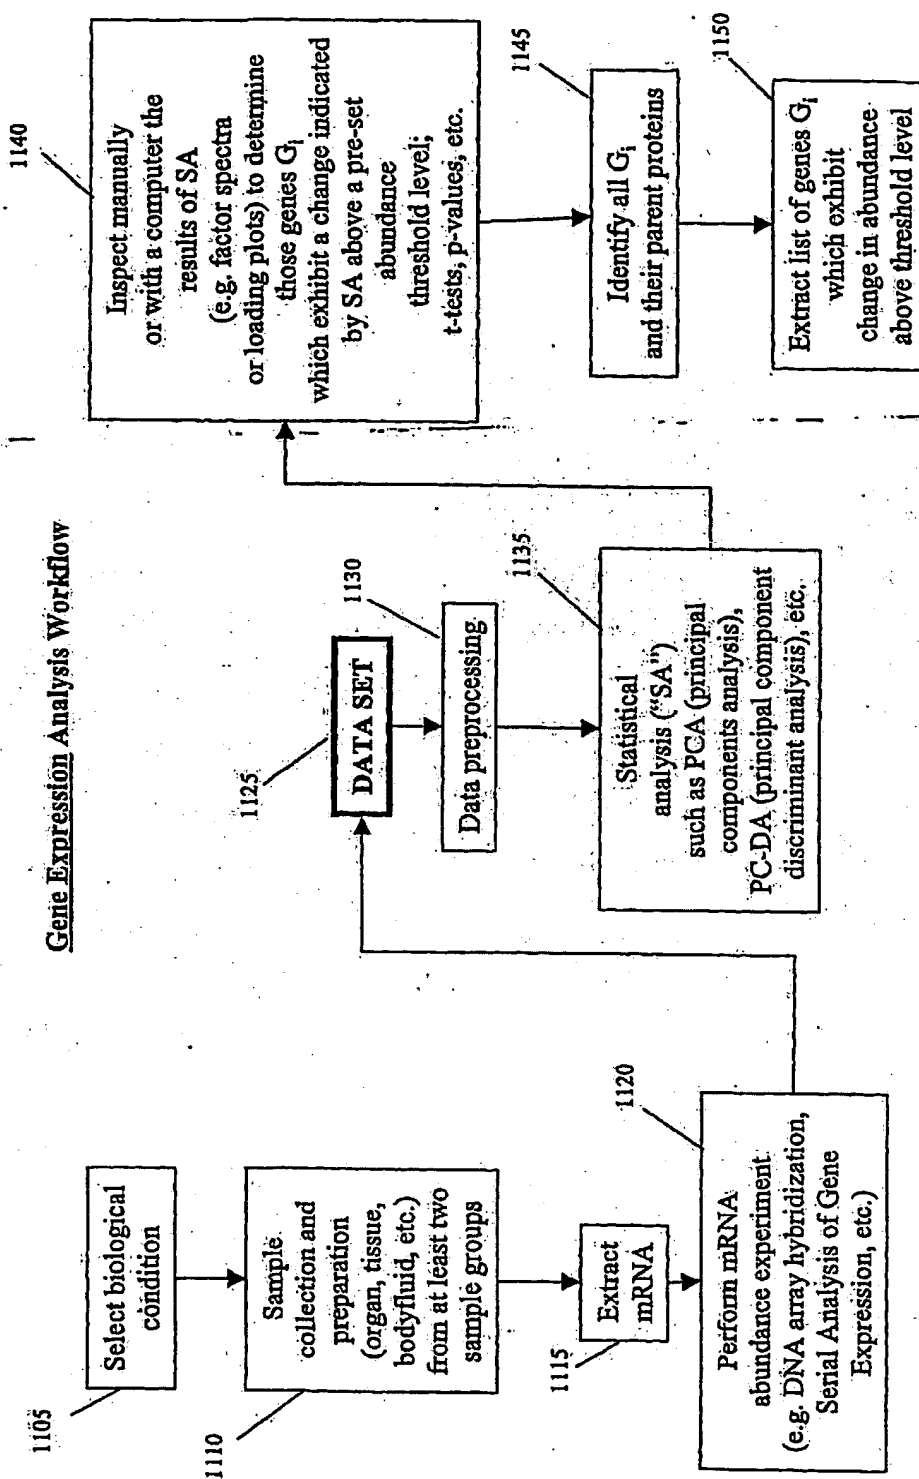 Gene Expression Analysis Workflow
1105
Select biological
condition
1110
Sample
collection and
preparation
(organ, tissue,
bodyfluid, etc.)
from at least two
sample groups
1115
Extract
mRNA
1120
Perform mRNA
abundance experiment
(e.g. DNA array hybridization,
Serial Analysis of Gene
Expression, etc.)
1125
DATA SET
1130
Data preprocessing
1135
Statistical
analysis ("SA")
such as PCA (principal
components analysis),
PC-DA (principal component
discriminant analysis), etc.
1140
Inspect manually
or with a computer the
results of SA
(e.g. factor spectra
or loading plots) to determine
those genes Gi
which exhibit a change indicated
by SA above a pre-set
abundance
threshold level;
t-tests, p-values, etc.
1145
Identify all Gi
and their parent proteins
1150
Extract list of genes Gi
which exhibit
change in abundance
above threshold level